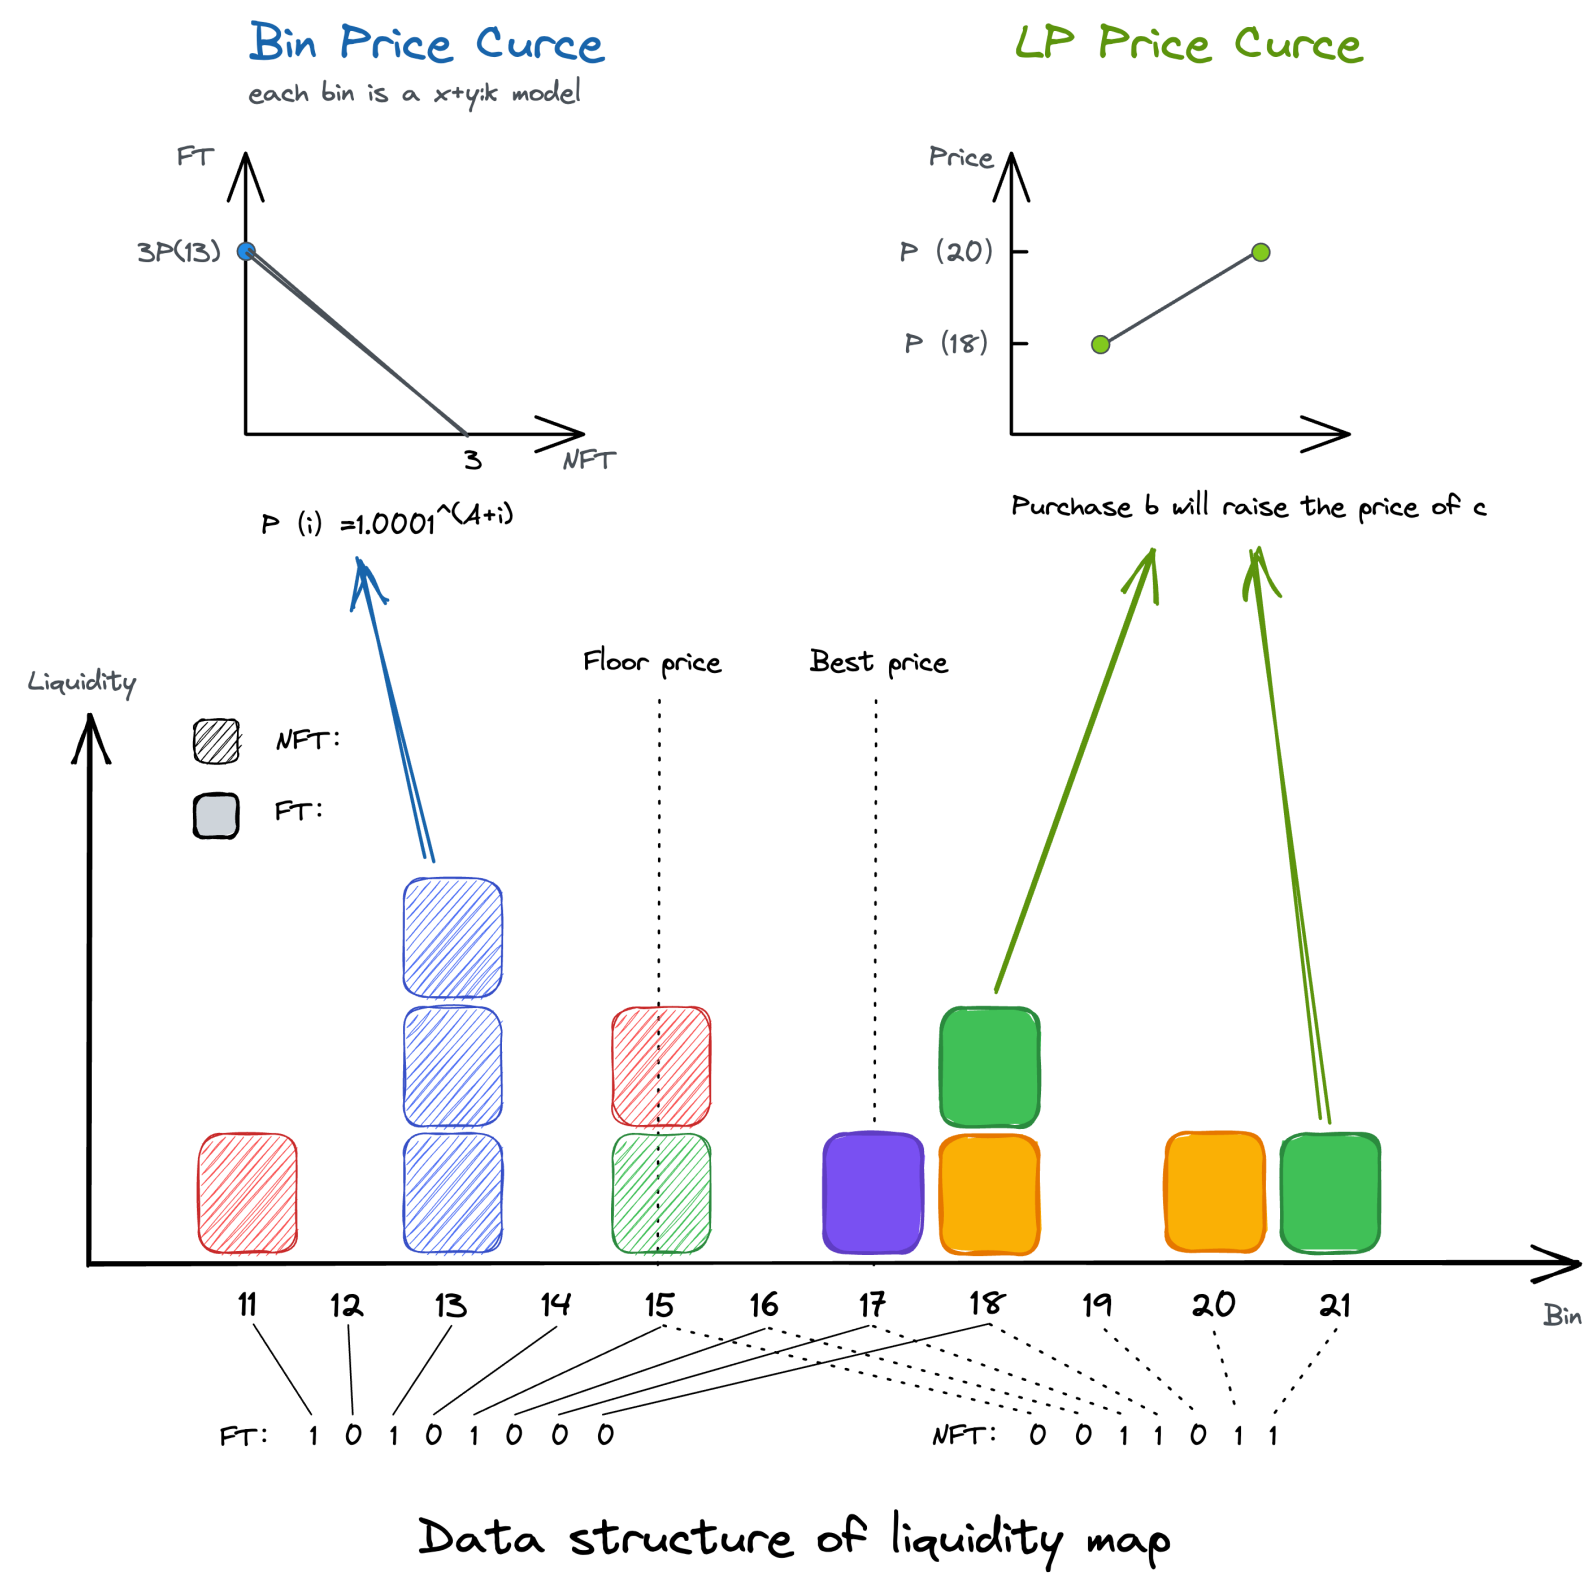 Bin Price Curce
each bin is a x+y:k model
FT
3P(13)
3
NFT
P (i) =1.0001^(A+i)
LP Price Curce
Price
P (20)
P (18)
Purchase b will raise the price of c
Floor price
Best price
Liquidity
NFT:
FT:
11 12 13 14 15 16 17 18 19 20 21
Bin
FT: 1 0 1 0 1 0 0 0
NFT: 0 0 1 1 0 1 1
Data structure of liquidity map